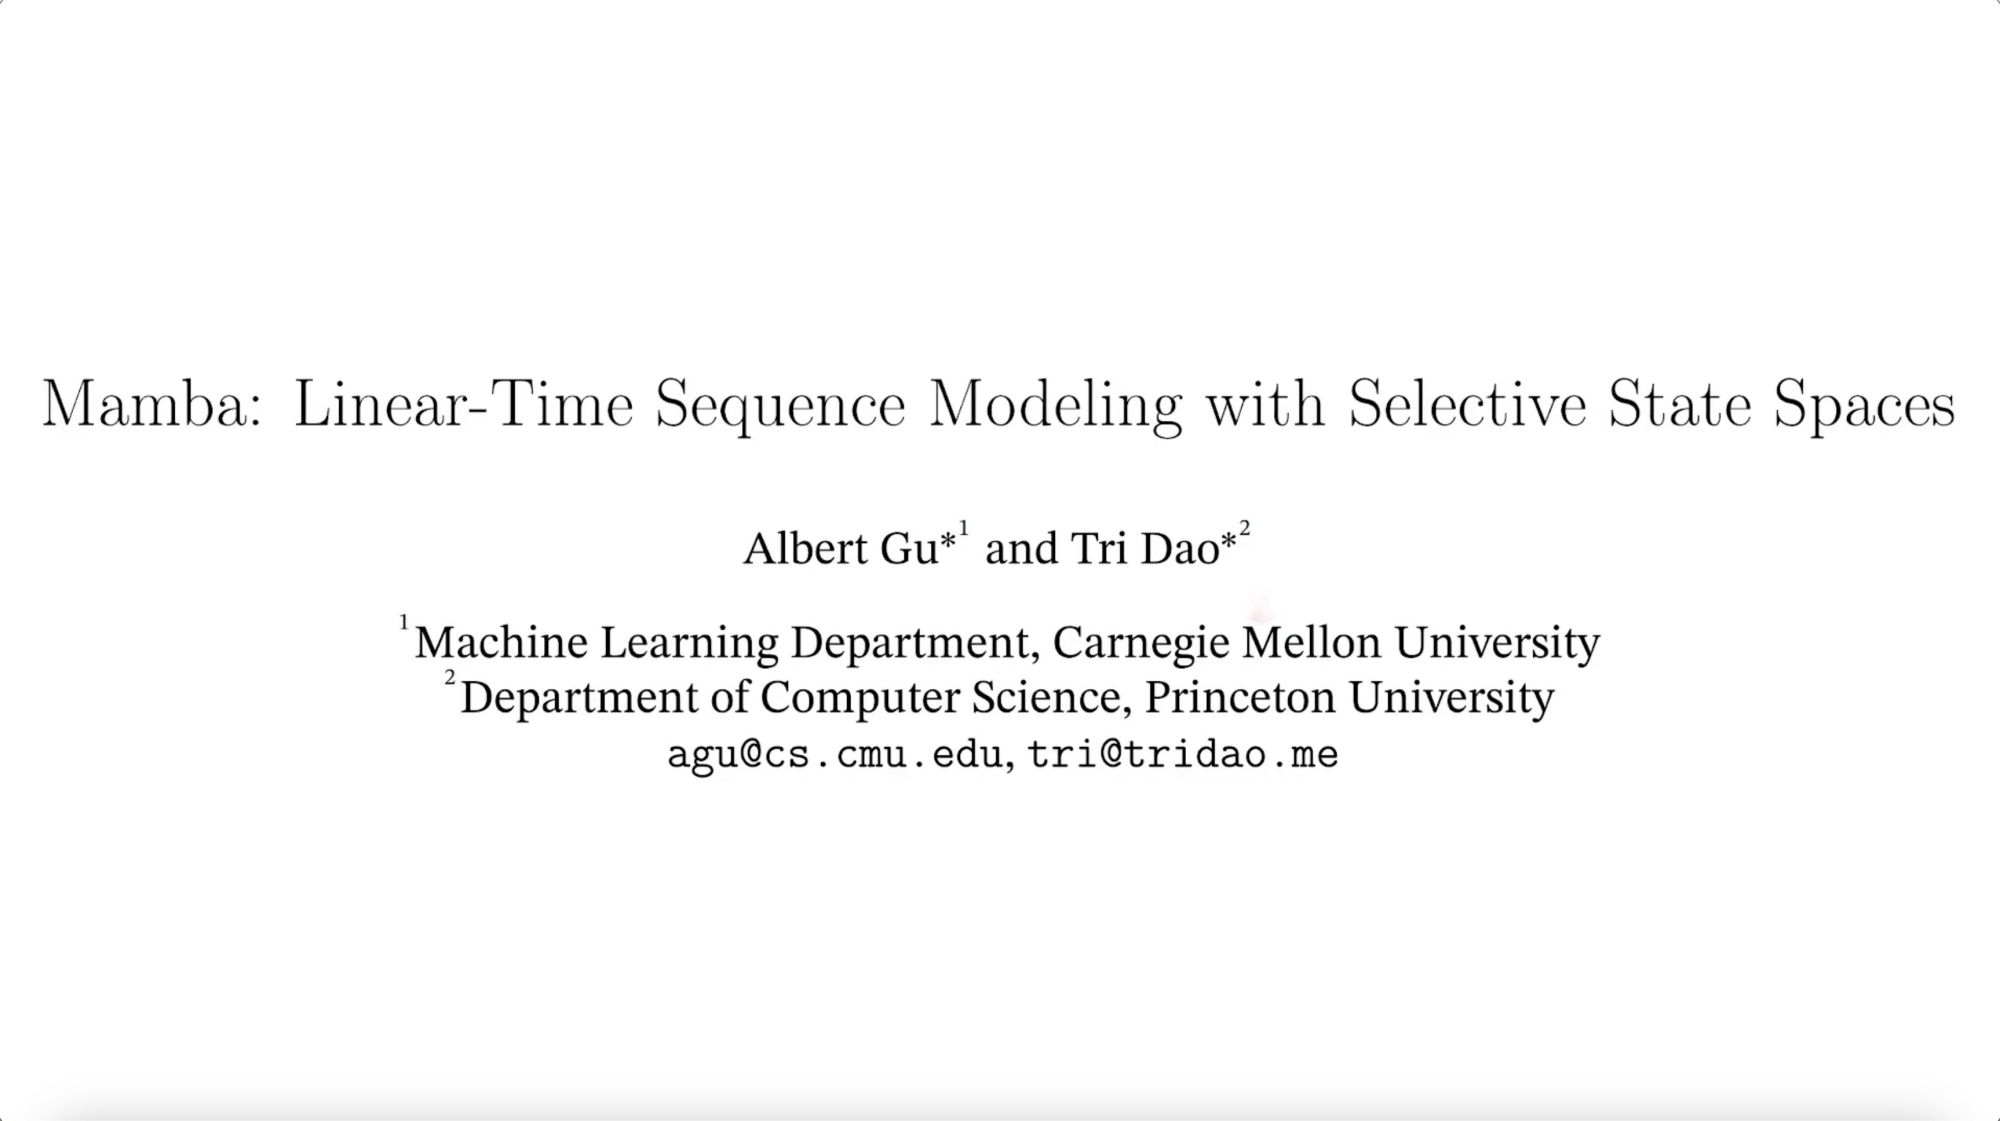 Mamba: Linear-Time Sequence Modeling with Selective State Spaces
Albert Gu*1 and Tri Dao*2
1Machine Learning Department, Carnegie Mellon University
2Department of Computer Science, Princeton University
agu@cs.cmu.edu, tri@tridao.me